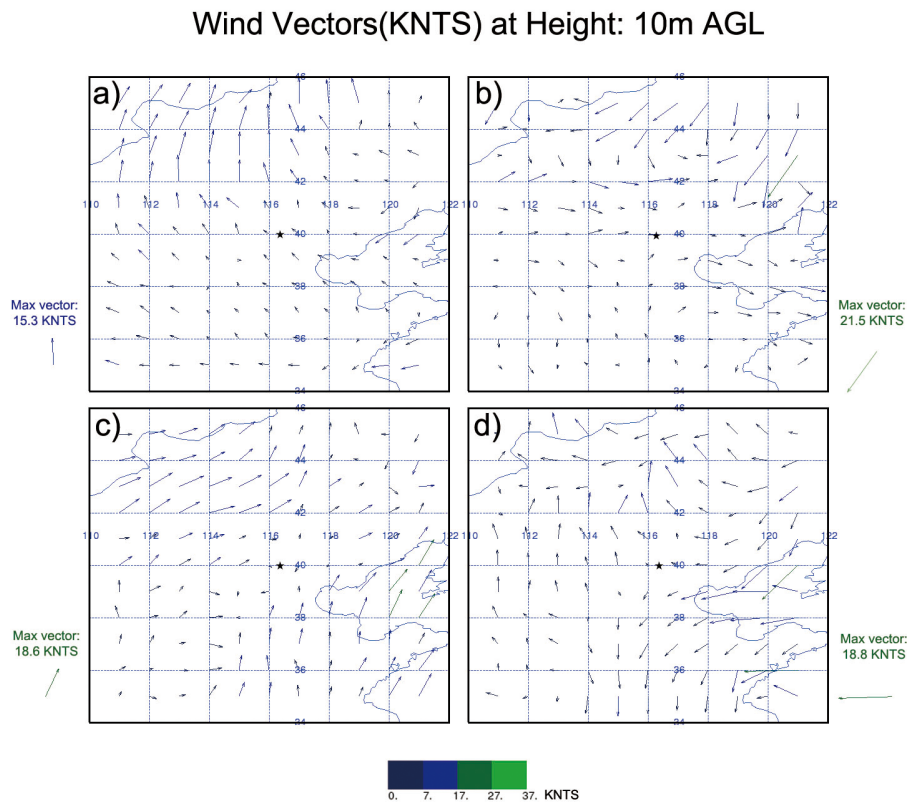 Wind Vectors(KNTS) at Height: 10m AGL
a)
46
44
42
110 112 114 116 118 120 122
40
38
36
34
Max vector:
15.3 KNTS
b)
46
44
42
110 112 114 116 118 120 122
40
38
36
34
Max vector:
21.5 KNTS
c)
46
44
42
110 112 114 116 118 120 122
40
38
36
34
Max vector:
18.6 KNTS
d)
46
44
42
110 112 114 116 118 120 122
40
38
36
34
Max vector:
18.8 KNTS
0. 7. 17. 27. 37. KNTS